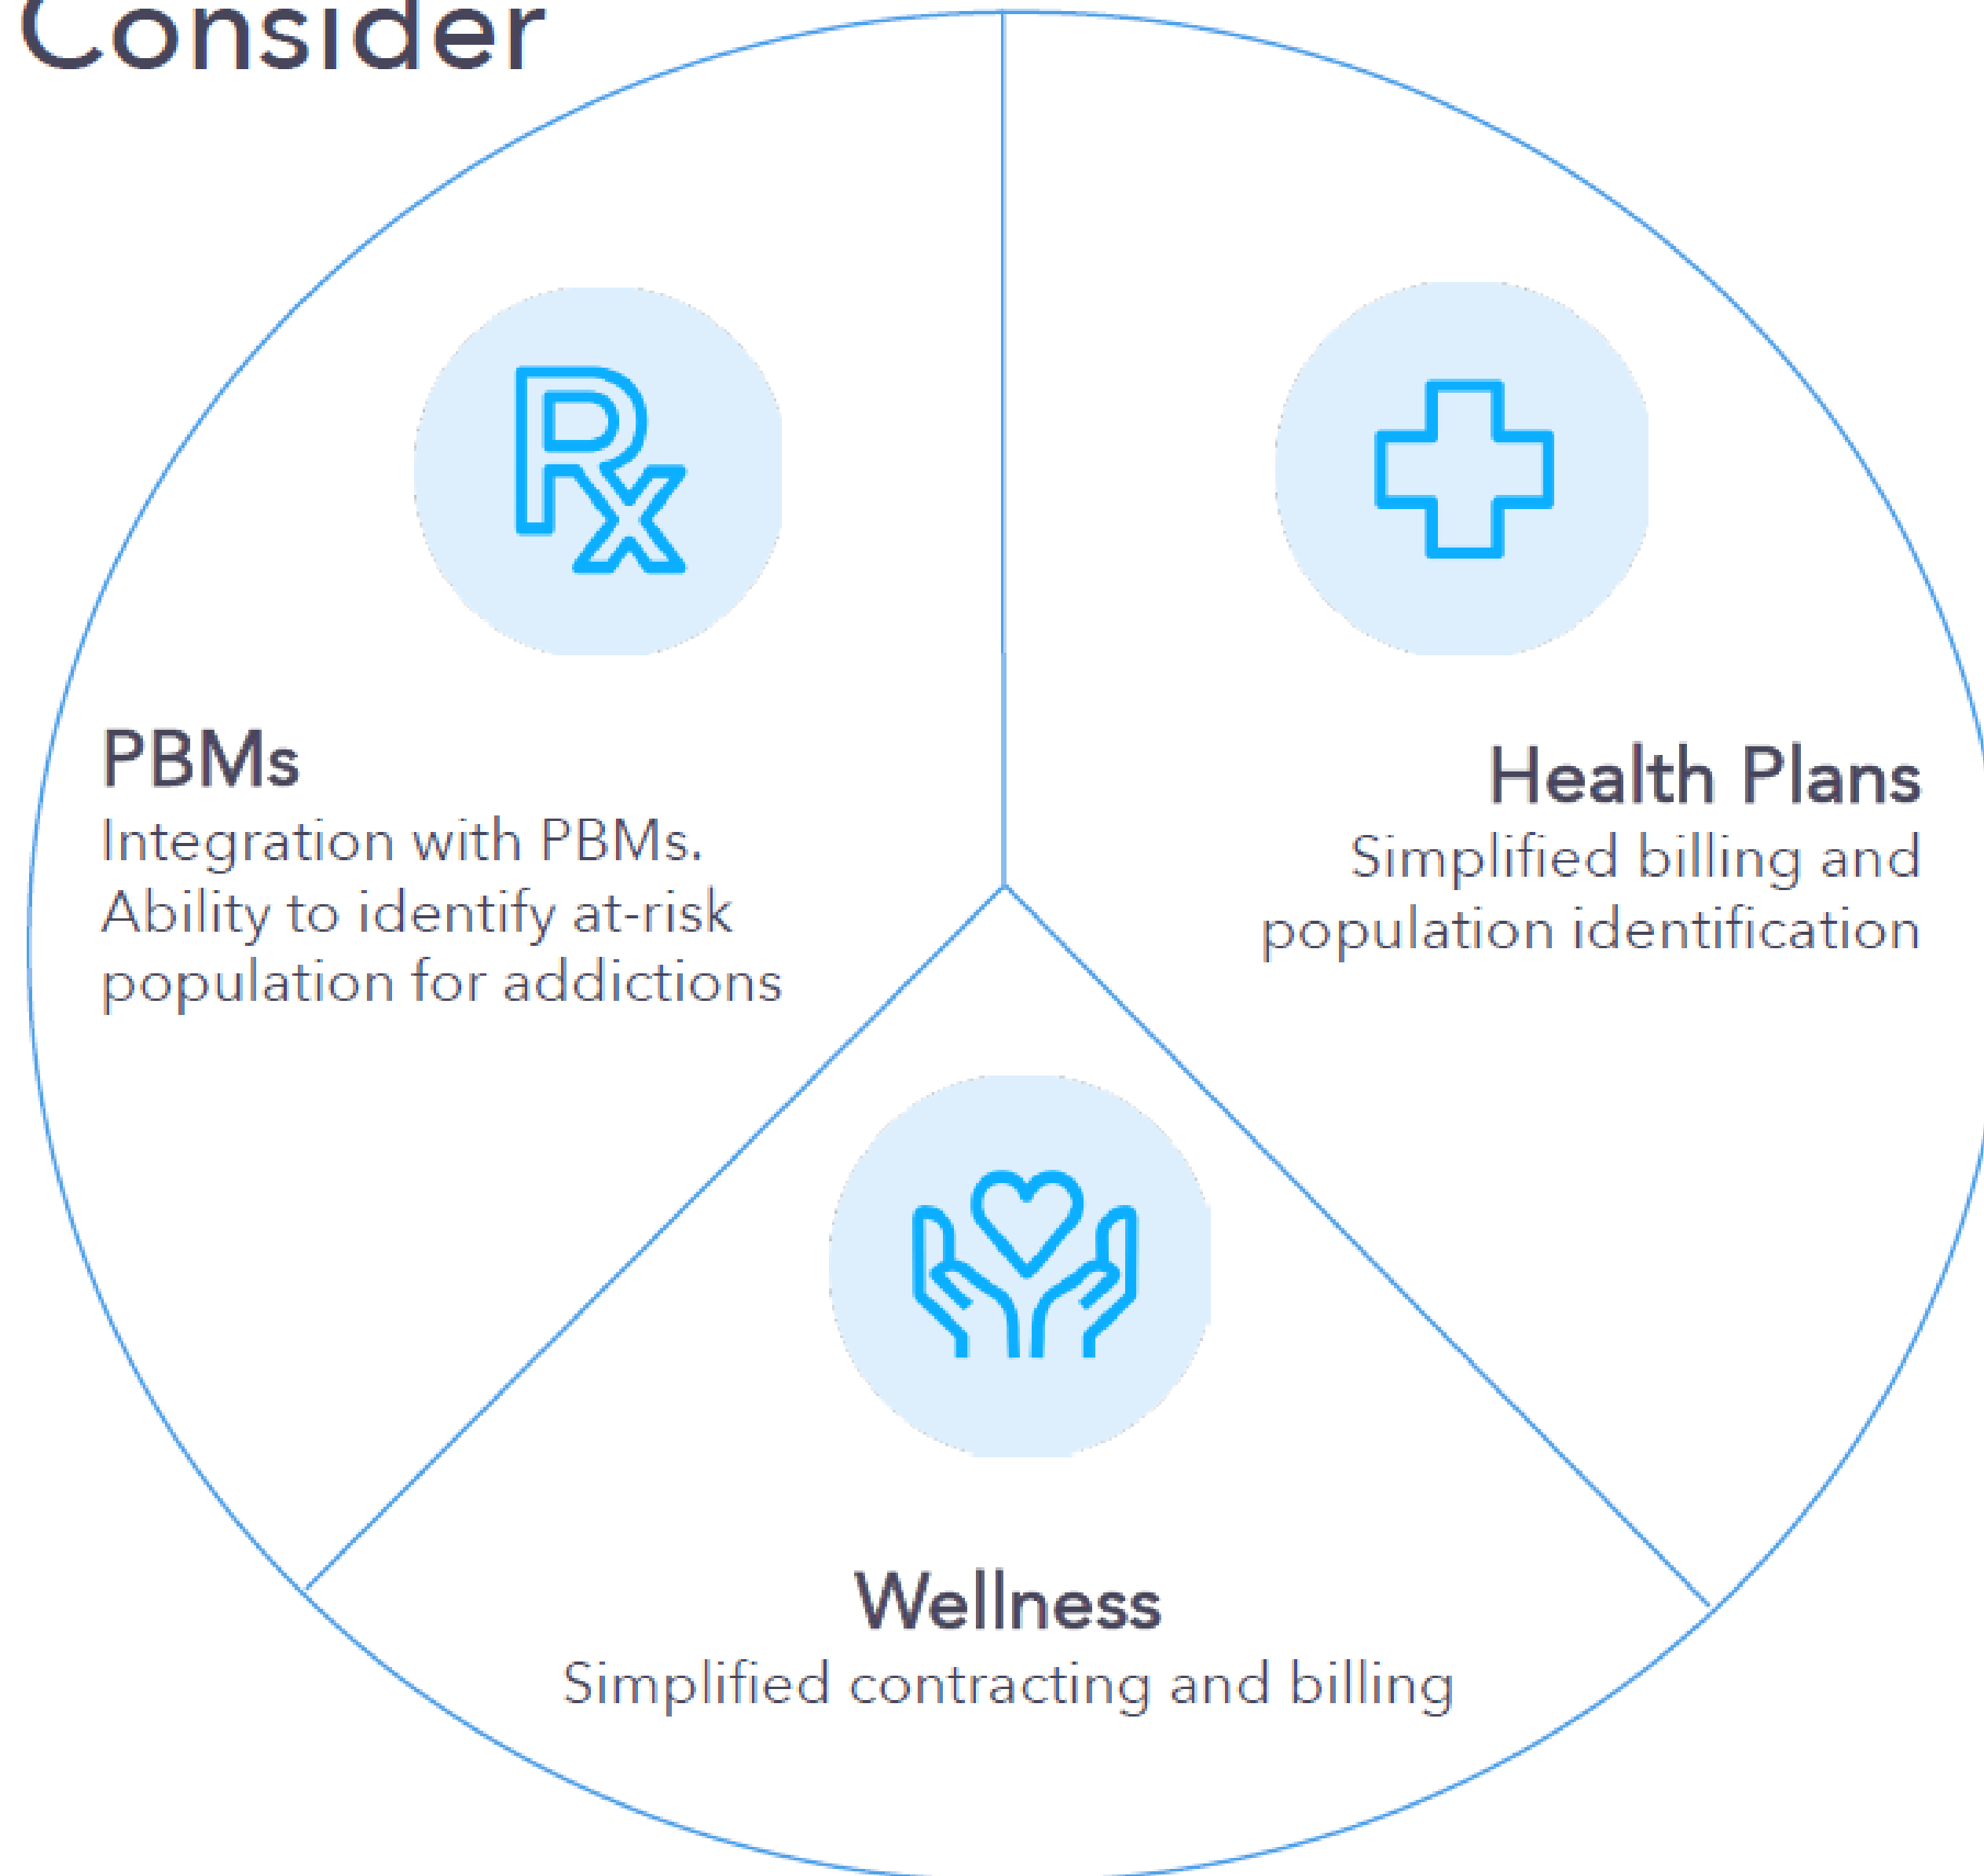 Consider
Rx
PBMs
Integration with PBMs.
Ability to identify at-risk
population for addictions
Health Plans
Simplified billing and
population identification
Wellness
Simplified contracting and billing